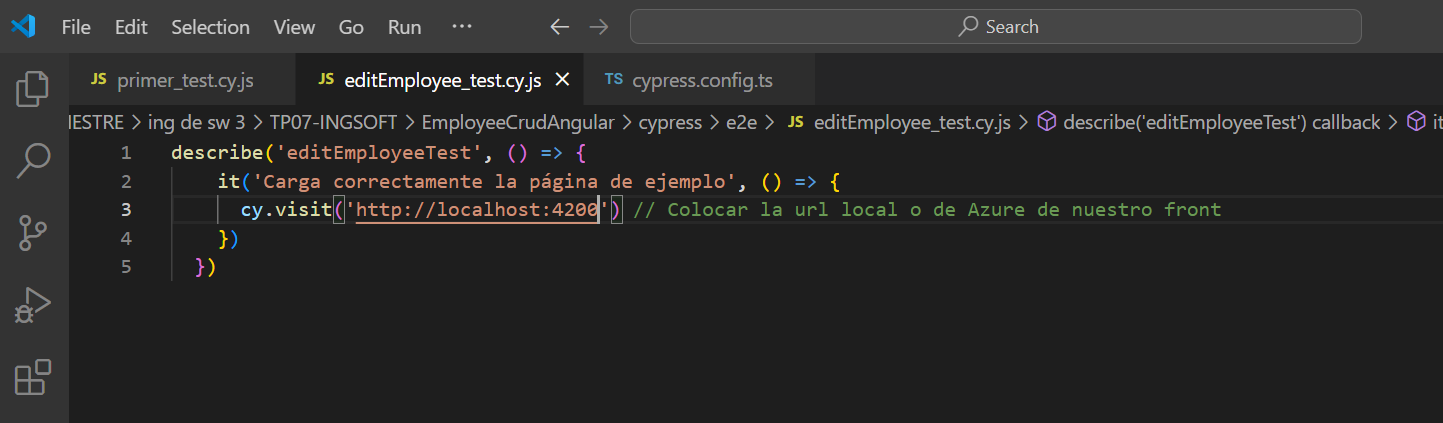 File Edit Selection View Go Run ··· Search
JS primer_test.cy.js JS editEmployee_test.cy.js TS cypress.config.ts
IESTRE > ing de sw 3 > TP07-INGSOFT > EmployeeCrudAngular > cypress > e2e > JS editEmployee_test.cy.js > describe('editEmployeeTest') callback > it
1 describe('editEmployeeTest', () => {
2 it('Carga correctamente la página de ejemplo', () => {
3 cy.visit('http://localhost:4200') // Colocar la url local o de Azure de nuestro front
4 })
5 })